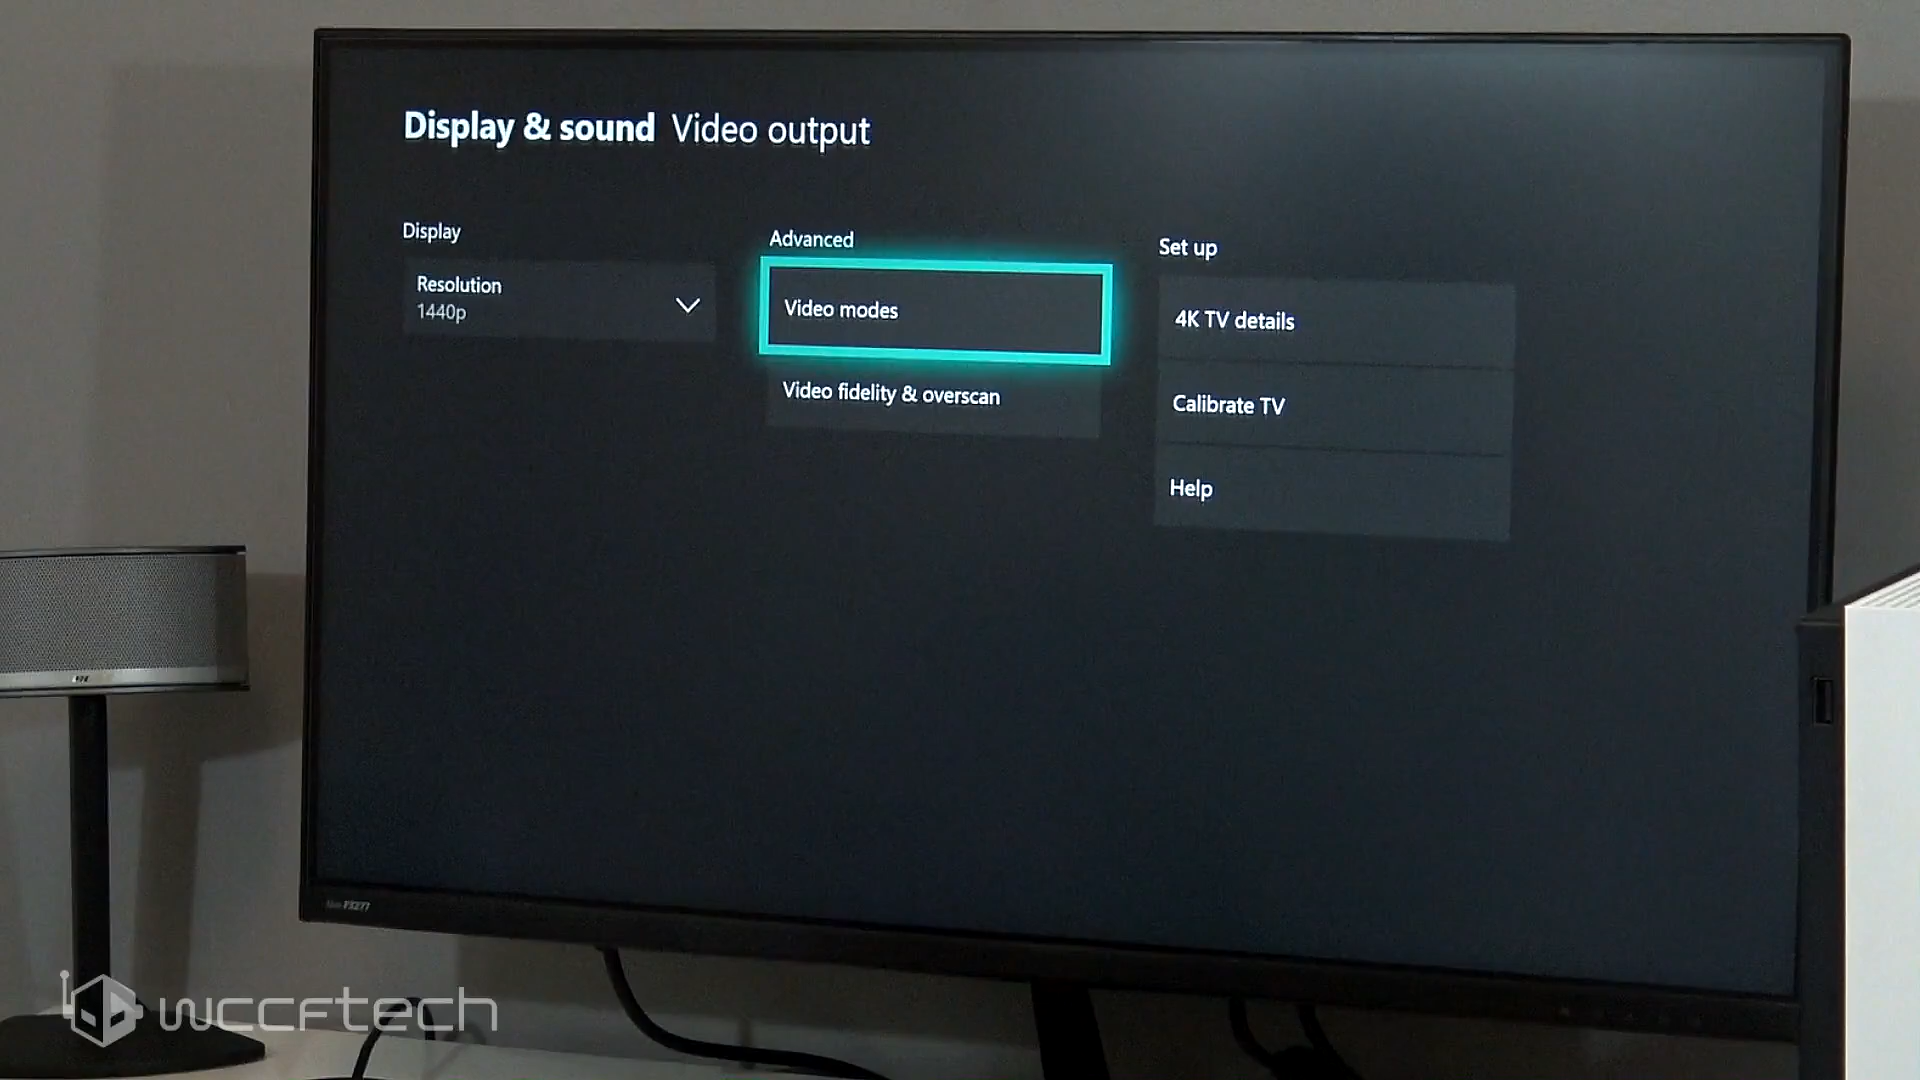 Display & sound Video output
Display
Resolution
1440p
Advanced
Video modes
Video fidelity & overscan
Set up
4K TV details
Calibrate TV
Help
wccftech